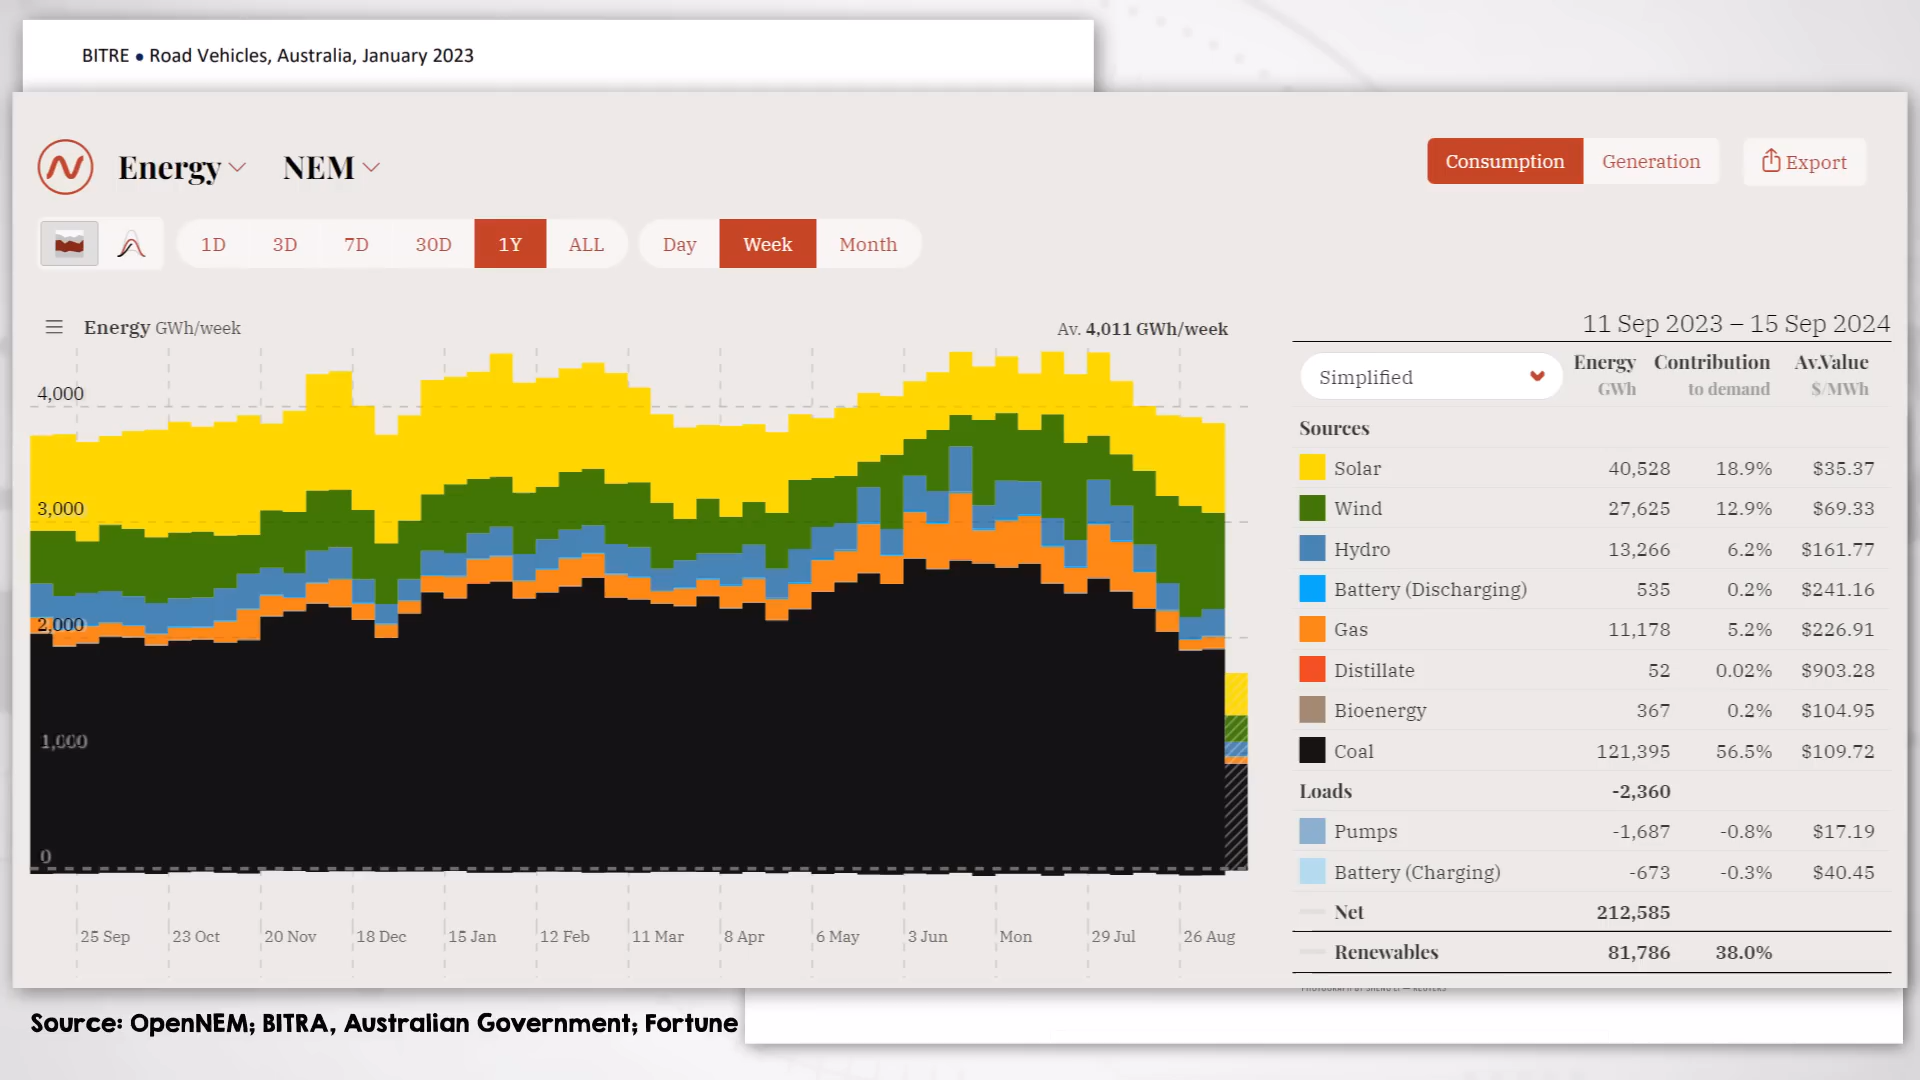 BITRE • Road Vehicles, Australia, January 2023
Energy NEM
Consumption Generation Export
1D 3D 7D 30D 1Y ALL Day Week Month
Energy GWh/week Av. 4,011 GWh/week
4,000
3,000
2,000
1,000
0
25 Sep 23 Oct 20 Nov 18 Dec 15 Jan 12 Feb 11 Mar 8 Apr 6 May 3 Jun Mon 29 Jul 26 Aug
11 Sep 2023 – 15 Sep 2024
Simplified Energy Contribution Av.Value
GWh to demand $/MWh
Sources
Solar 40,528 18.9% $35.37
Wind 27,625 12.9% $69.33
Hydro 13,266 6.2% $161.77
Battery (Discharging) 535 0.2% $241.16
Gas 11,178 5.2% $226.91
Distillate 52 0.02% $903.28
Bioenergy 367 0.2% $104.95
Coal 121,395 56.5% $109.72
Loads -2,360
Pumps -1,687 -0.8% $17.19
Battery (Charging) -673 -0.3% $40.45
Net 212,585
Renewables 81,786 38.0%
Source: OpenNEM; BITRA, Australian Government; Fortune